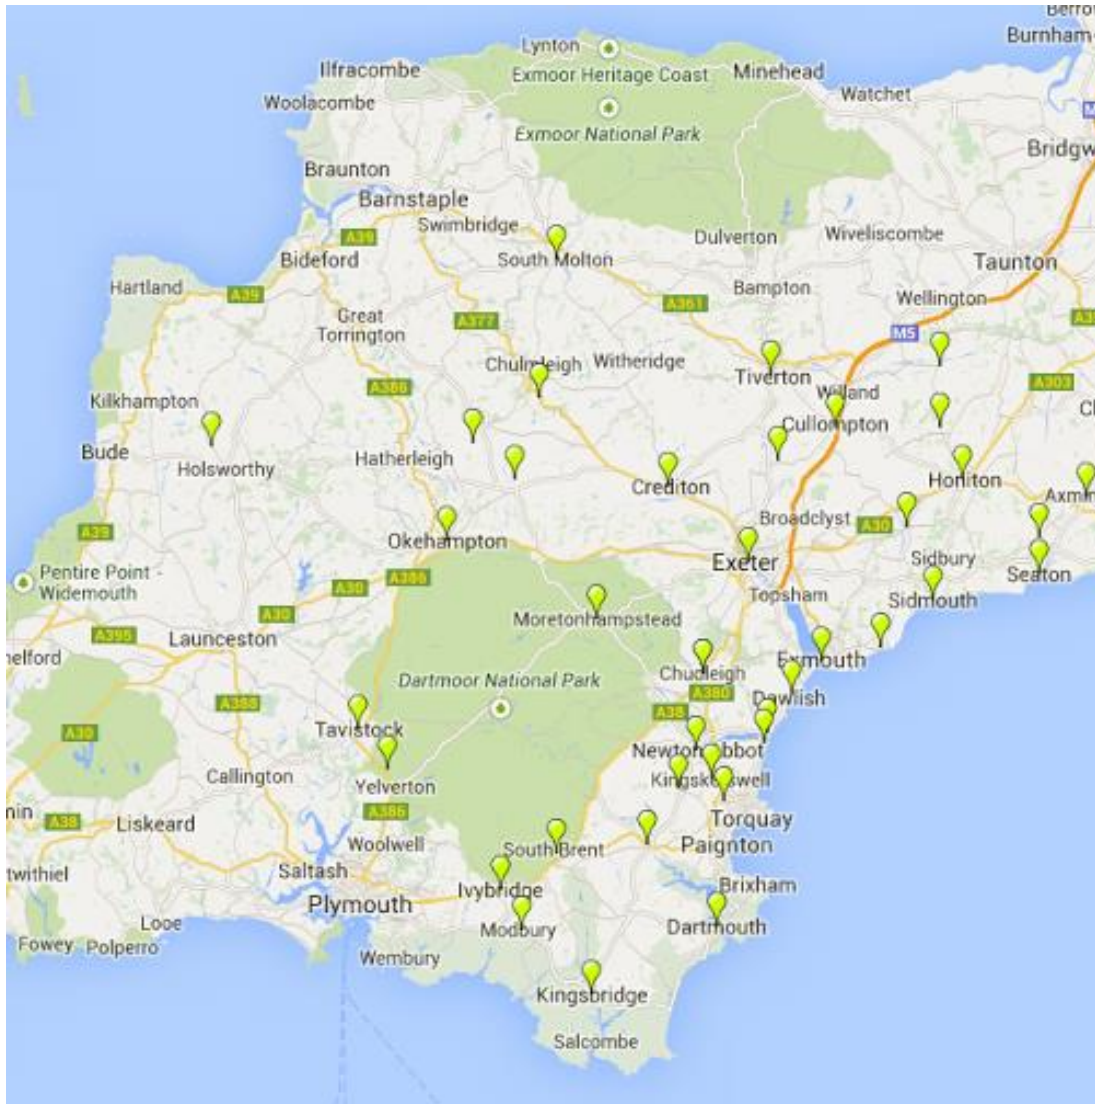 Burnham-
Lynton
Exmoor Heritage Coast
Minehead
Ilfracombe
Watchet
Woolacombe
Exmoor National Park
Bridgw
Braunton
Barnstaple
Swimbridge
A39
Dulverton
Wiveliscombe
South Molton
Bideford
Taunton
Hartland
A39
Bampton
Wellington
A361
Great
Torrington
A377
M5
Chulmleigh
Witheridge
Tiverton
A386
A303
Willand
Kilkhampton
Cullompton
Bude
Holsworthy
Hatherleigh
Crediton
Honiton
Axmin
Broadclyst
A30
A39
Okehampton
Exeter
Sidbury
Pentire Point -
Widemouth
A386
Seaton
A30
Topsham
Sidmouth
A30
Moretonhampstead
A395
Launceston
nelford
Exmouth
Chudleigh
Dartmoor National Park
A380
Dawlish
A388
A38
Tavistock
A30
Newton Abbot
Callington
Kingskerswell
Yelverton
A386
A38
Liskeard
Torquay
Woolwell
South Brent
Paignton
twithiel
Saltash
Ivybridge
Brixham
Plymouth
Looe
Modbury
Dartmouth
Fowey
Polperro
Wembury
Kingsbridge
Salcombe